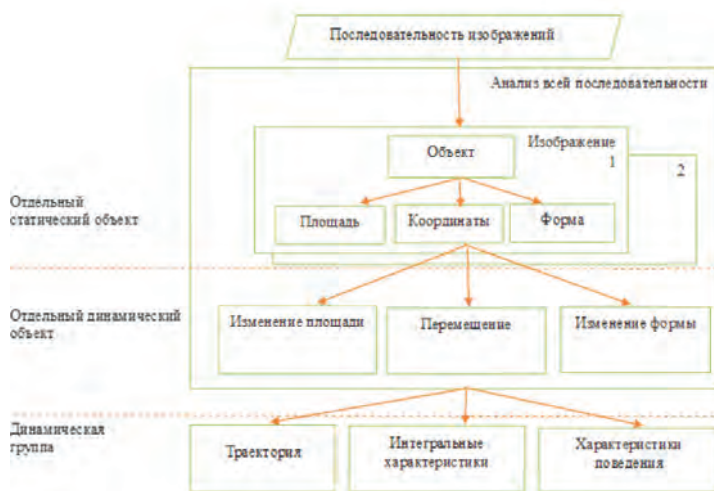 Последовательность изображений
Анализ всей последовательности
Изображение
1
2
Объект
Отдельный
статический объект
Площадь
Координаты
Форма
Отдельный динамический
объект
Изменение площади
Перемещение
Изменение формы
Динамическая
группа
Траектория
Интегральные
характеристики
Характеристики
поведения